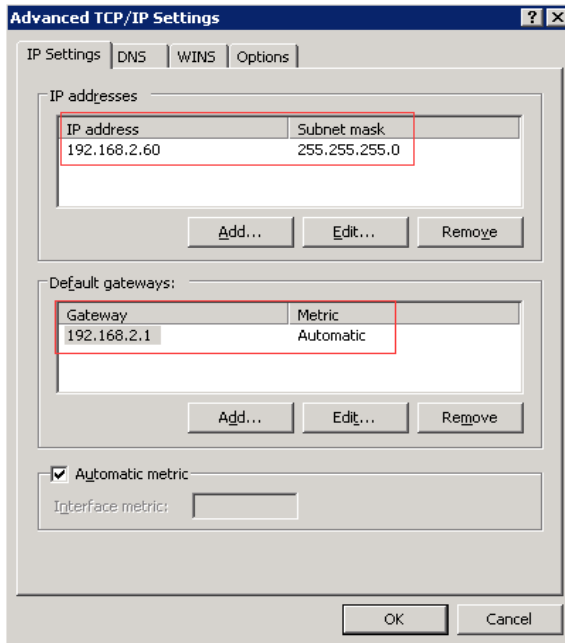 Advanced TCP/IP Settings
IP Settings DNS WINS Options
IP addresses
IP address Subnet mask
192.168.2.60 255.255.255.0
Add... Edit... Remove
Default gateways:
Gateway Metric
192.168.2.1 Automatic
Add... Edit... Remove
Automatic metric
Interface metric:
OK Cancel